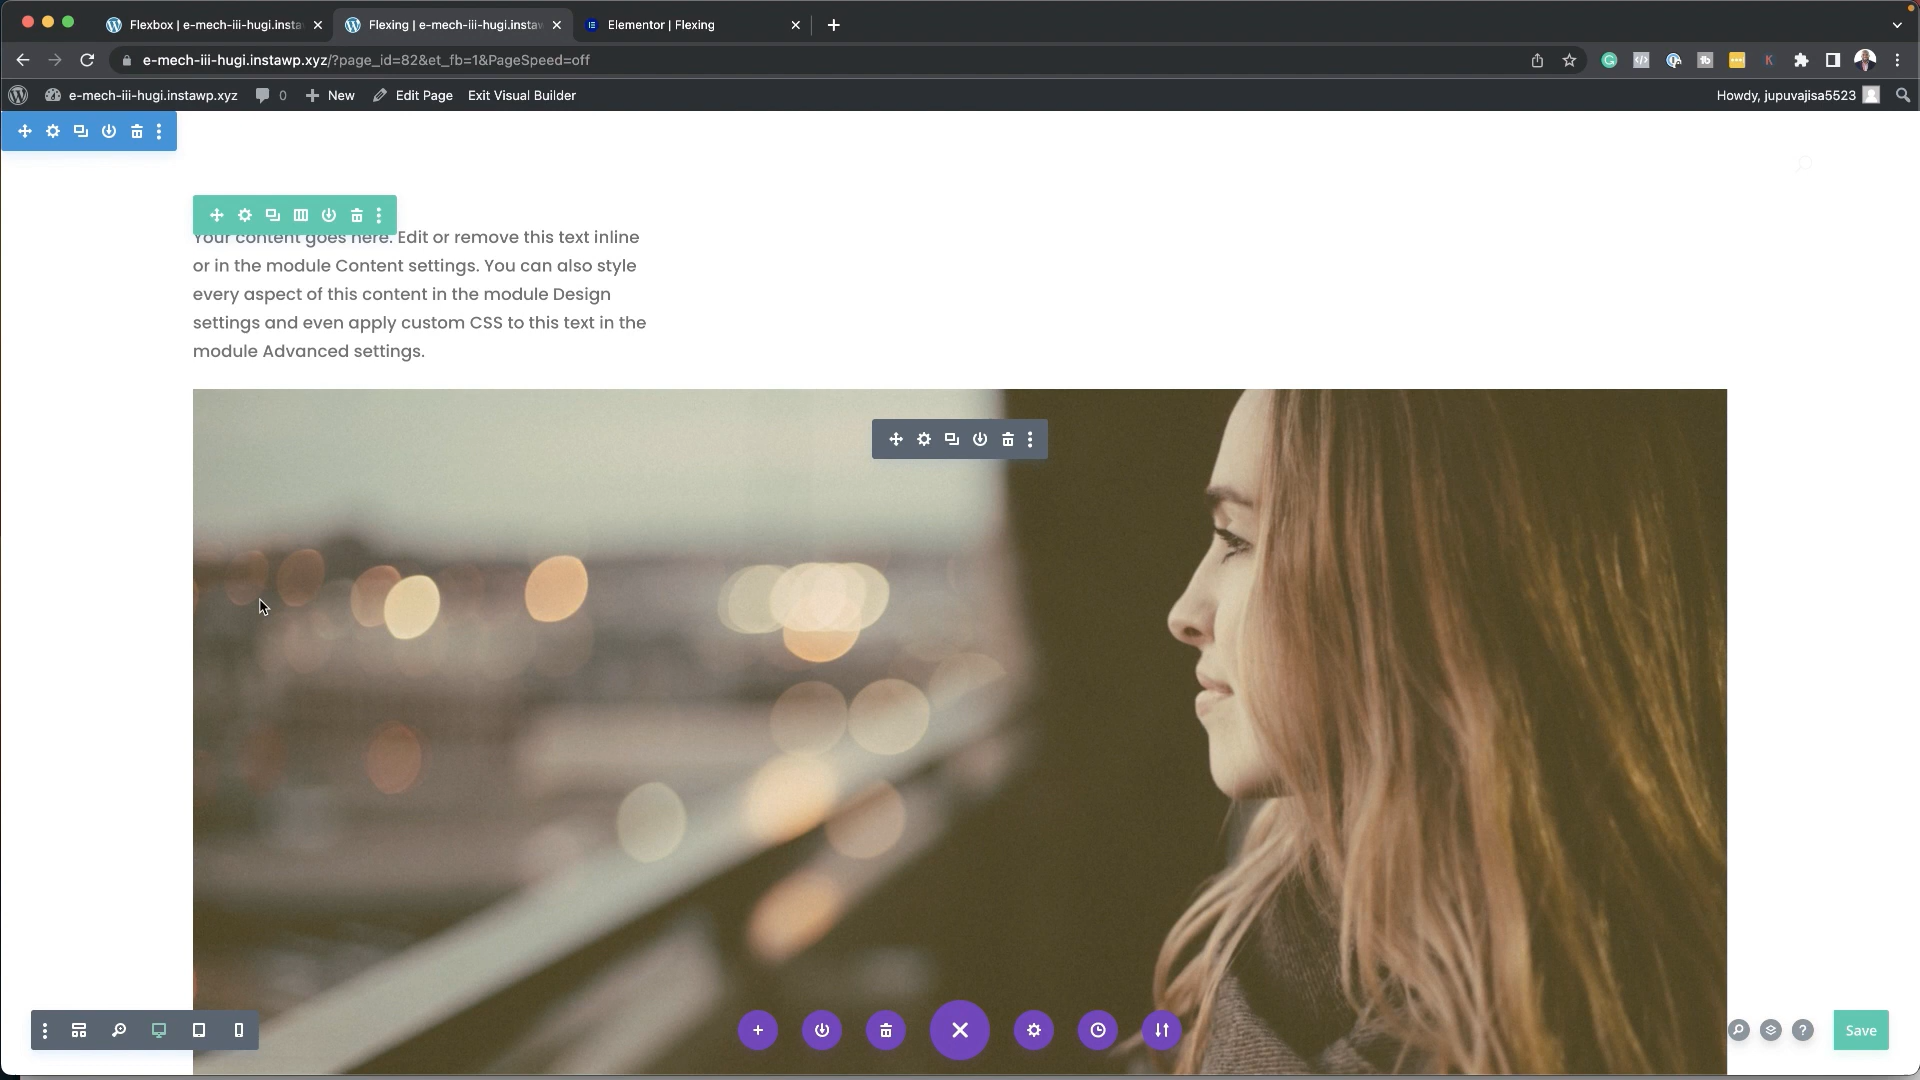 Flexbox | e-mech-iii-hugi.insta
Flexing | e-mech-iii-hugi.instaw
Elementor | Flexing
e-mech-iii-hugi.instawp.xyz/?page_id=82&et_fb=1&PageSpeed=off
e-mech-iii-hugi.instawp.xyz
0
New
Edit Page
Exit Visual Builder
Howdy, jupuvajisa5523
Your content goes here. Edit or remove this text inline
or in the module Content settings. You can also style
every aspect of this content in the module Design
settings and even apply custom CSS to this text in the
module Advanced settings.
Save